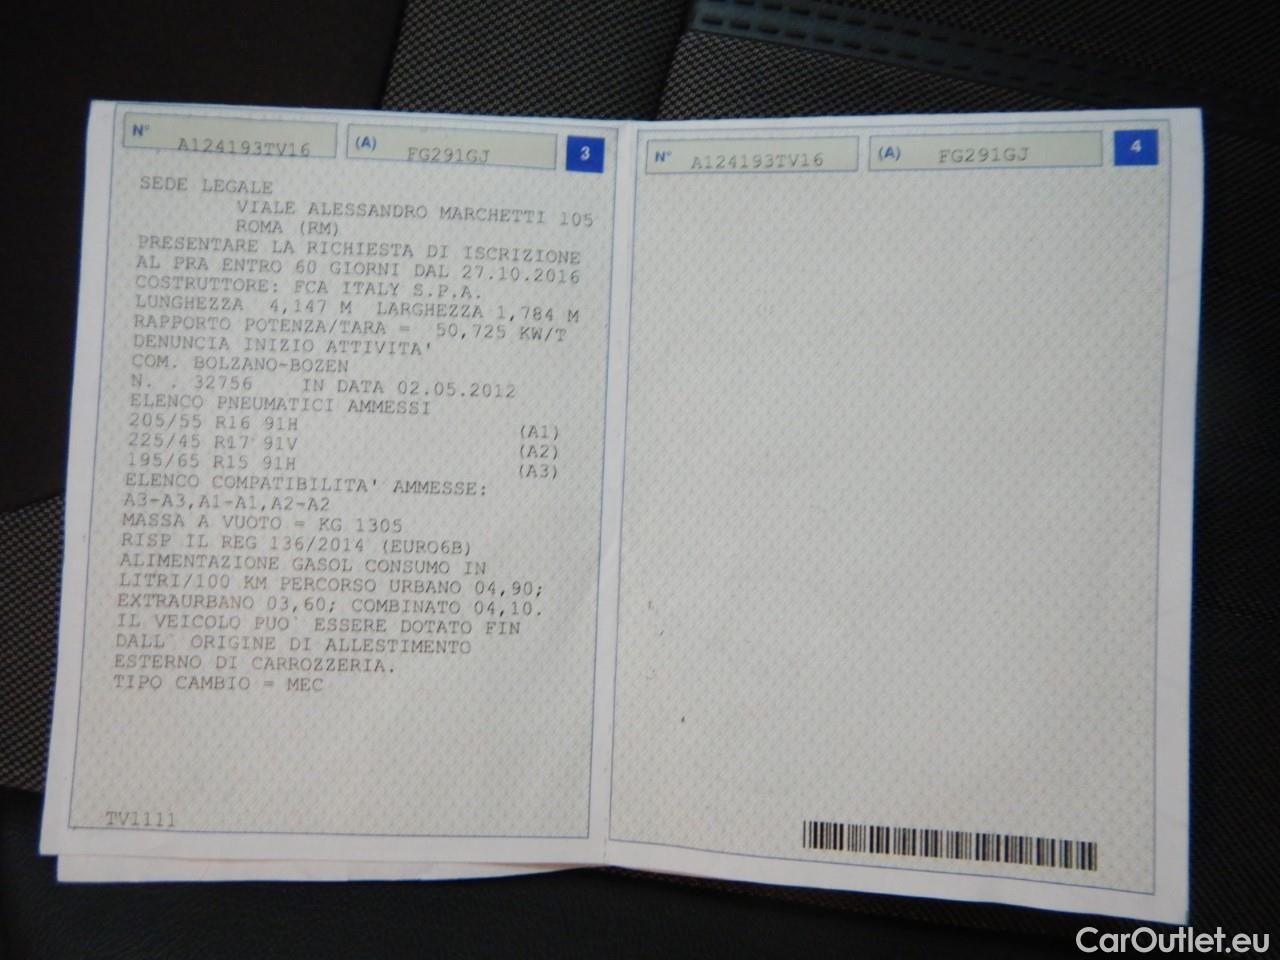 N° A124193TV16 (A) FG291GJ 3
SEDE LEGALE
VIALE ALESSANDRO MARCHETTI 105
ROMA (RM)
PRESENTARE LA RICHIESTA DI ISCRIZIONE
AL PRA ENTRO 60 GIORNI DAL 27.10.2016
COSTRUTTORE: FCA ITALY S.P.A.
LUNGHEZZA 4,147 M LARGHEZZA 1,784 M
RAPPORTO POTENZA/TARA = 50,725 KW/T
DENUNCIA INIZIO ATTIVITA'
COM. BOLZANO-BOZEN
N. . 32756 IN DATA 02.05.2012
ELENCO PNEUMATICI AMMESSI
205/55 R16 91H (A1)
225/45 R17 91V (A2)
195/65 R15 91H (A3)
ELENCO COMPATIBILITA' AMMESSE:
A3-A3,A1-A1,A2-A2
MASSA A VUOTO = KG 1305
RISP IL REG 136/2014 (EURO6B)
ALIMENTAZIONE GASOL CONSUMO IN
LITRI/100 KM PERCORSO URBANO 04,90;
EXTRAURBANO 03,60; COMBINATO 04,10.
IL VEICOLO PUO` ESSERE DOTATO FIN
DALL` ORIGINE DI ALLESTIMENTO
ESTERNO DI CARROZZERIA.
TIPO CAMBIO = MEC
TV1111
N° A124193TV16 (A) FG291GJ 4
CarOutlet.eu